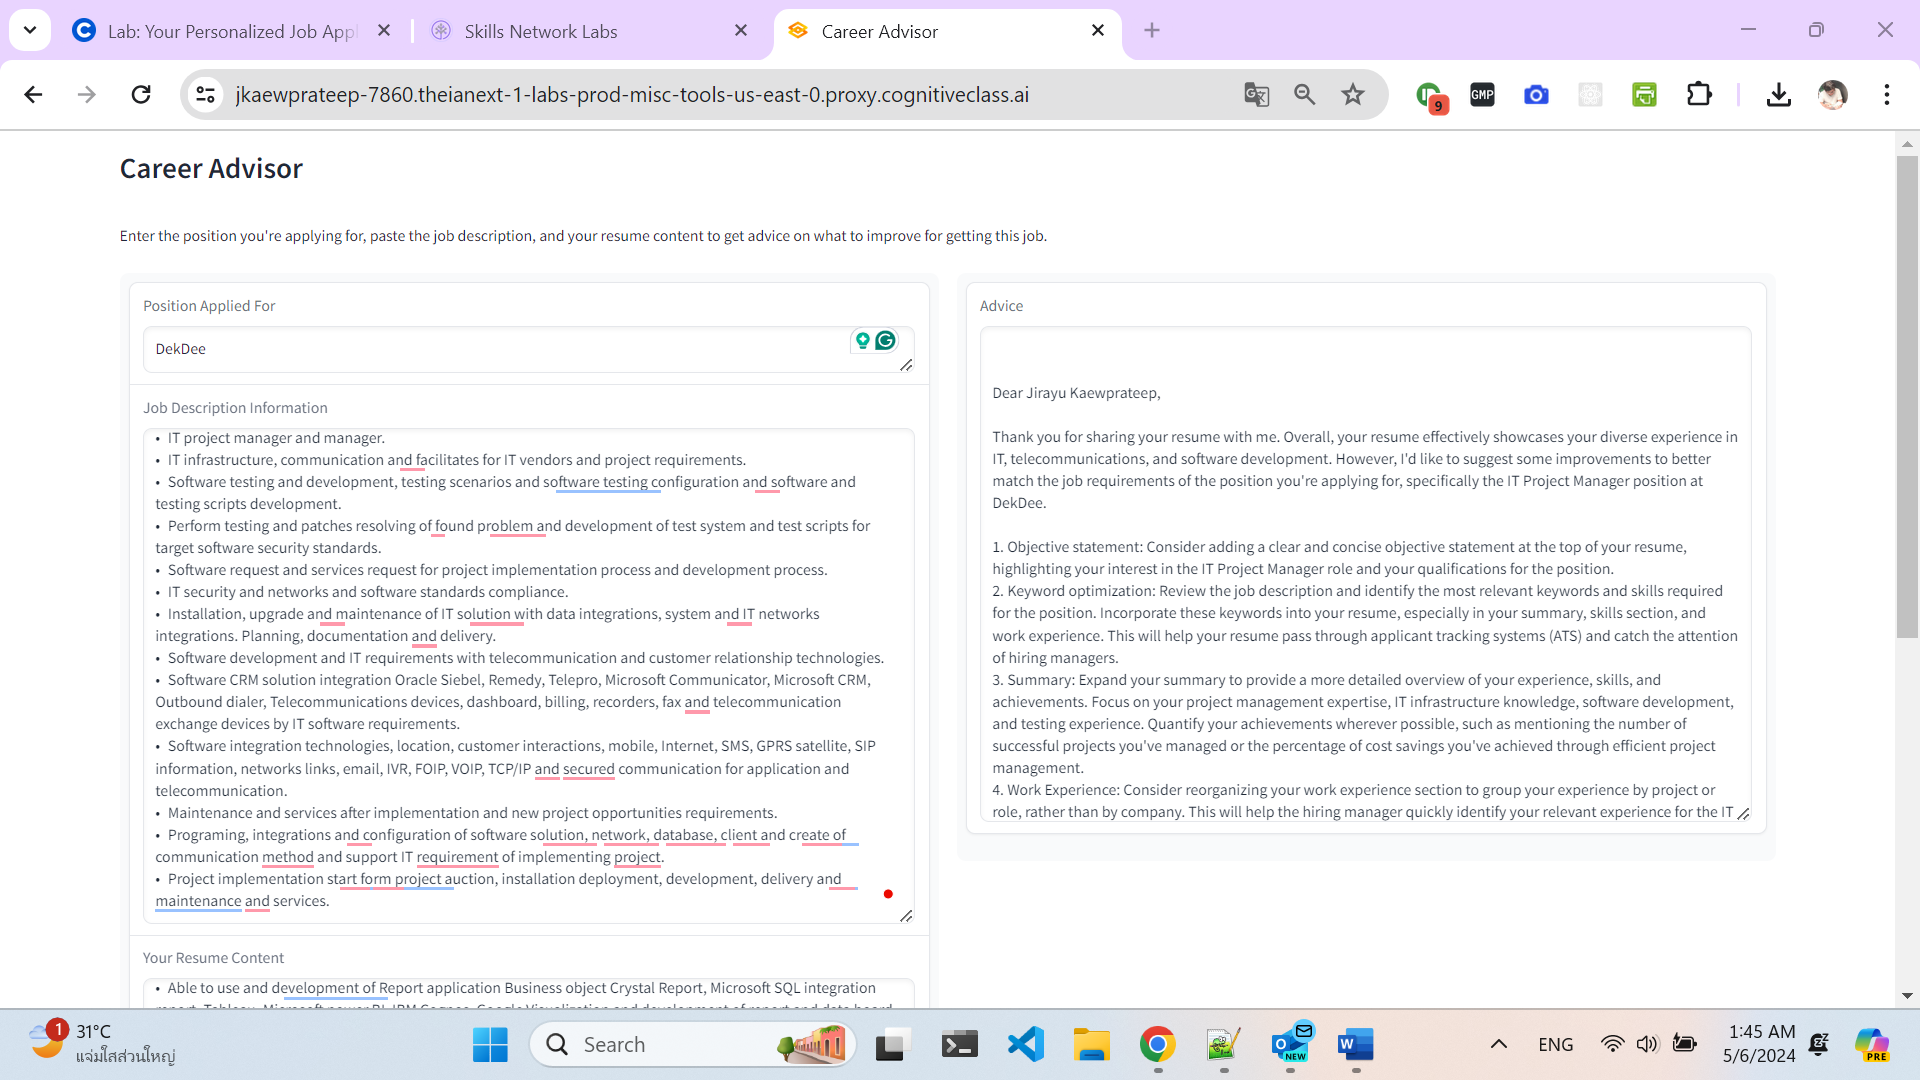 Lab: Your Personalized Job Appl
Skills Network Labs
Career Advisor
jkaewprateep-7860.theianext-1-labs-prod-misc-tools-us-east-0.proxy.cognitiveclass.ai
9
GMP
Career Advisor
Enter the position you're applying for, paste the job description, and your resume content to get advice on what to improve for getting this job.
Position Applied For
DekDee
Job Description Information
• IT project manager and manager.
• IT infrastructure, communication and facilitates for IT vendors and project requirements.
• Software testing and development, testing scenarios and software testing configuration and software and
testing scripts development.
• Perform testing and patches resolving of found problem and development of test system and test scripts for
target software security standards.
• Software request and services request for project implementation process and development process.
• IT security and networks and software standards compliance.
• Installation, upgrade and maintenance of IT solution with data integrations, system and IT networks
integrations. Planning, documentation and delivery.
• Software development and IT requirements with telecommunication and customer relationship technologies.
• Software CRM solution integration Oracle Siebel, Remedy, Telepro, Microsoft Communicator, Microsoft CRM,
Outbound dialer, Telecommunications devices, dashboard, billing, recorders, fax and telecommunication
exchange devices by IT software requirements.
• Software integration technologies, location, customer interactions, mobile, Internet, SMS, GPRS satellite, SIP
information, networks links, email, IVR, FOIP, VOIP, TCP/IP and secured communication for application and
telecommunication.
• Maintenance and services after implementation and new project opportunities requirements.
• Programing, integrations and configuration of software solution, network, database, client and create of
communication method and support IT requirement of implementing project.
• Project implementation start form project auction, installation deployment, development, delivery and
maintenance and services.
Your Resume Content
• Able to use and development of Report application Business object Crystal Report, Microsoft SQL integration
Advice
Dear Jirayu Kaewprateep,
Thank you for sharing your resume with me. Overall, your resume effectively showcases your diverse experience in
IT, telecommunications, and software development. However, I'd like to suggest some improvements to better
match the job requirements of the position you're applying for, specifically the IT Project Manager position at
DekDee.
1. Objective statement: Consider adding a clear and concise objective statement at the top of your resume,
highlighting your interest in the IT Project Manager role and your qualifications for the position.
2. Keyword optimization: Review the job description and identify the most relevant keywords and skills required
for the position. Incorporate these keywords into your resume, especially in your summary, skills section, and
work experience. This will help your resume pass through applicant tracking systems (ATS) and catch the attention
of hiring managers.
3. Summary: Expand your summary to provide a more detailed overview of your experience, skills, and
achievements. Focus on your project management expertise, IT infrastructure knowledge, software development,
and testing experience. Quantify your achievements wherever possible, such as mentioning the number of
successful projects you've managed or the percentage of cost savings you've achieved through efficient project
management.
4. Work Experience: Consider reorganizing your work experience section to group your experience by project or
role, rather than by company. This will help the hiring manager quickly identify your relevant experience for the IT
1
31°C
แจ่มใสส่วนใหญ่
Search
NEW
ENG
1:45 AM
5/6/2024
PRE